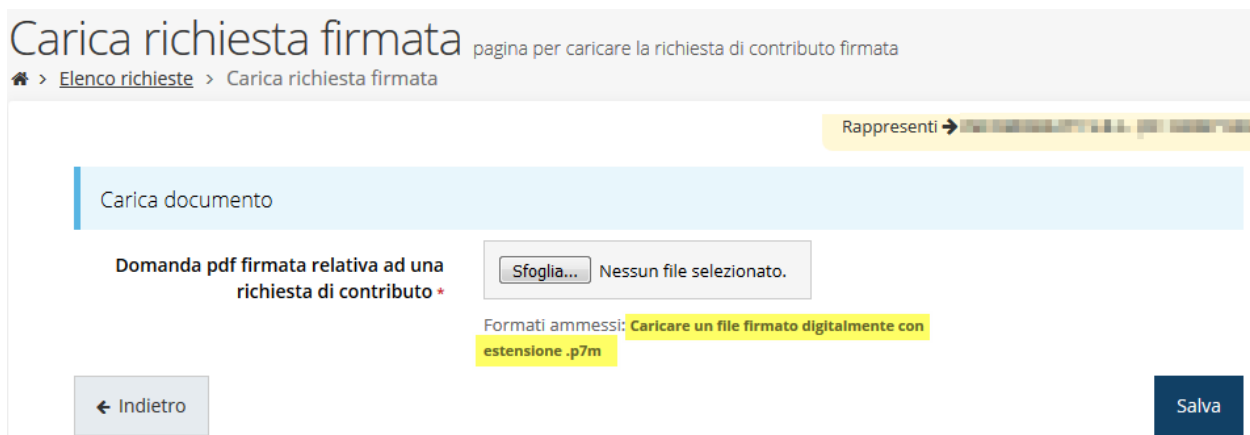 Carica richiesta firmata pagina per caricare la richiesta di contributo firmata
> Elenco richieste > Carica richiesta firmata
Rappresenti
Carica documento
Domanda pdf firmata relativa ad una
richiesta di contributo *
Sfoglia... Nessun file selezionato.
Formati ammessi: Caricare un file firmato digitalmente con
estensione .p7m
Indietro
Salva